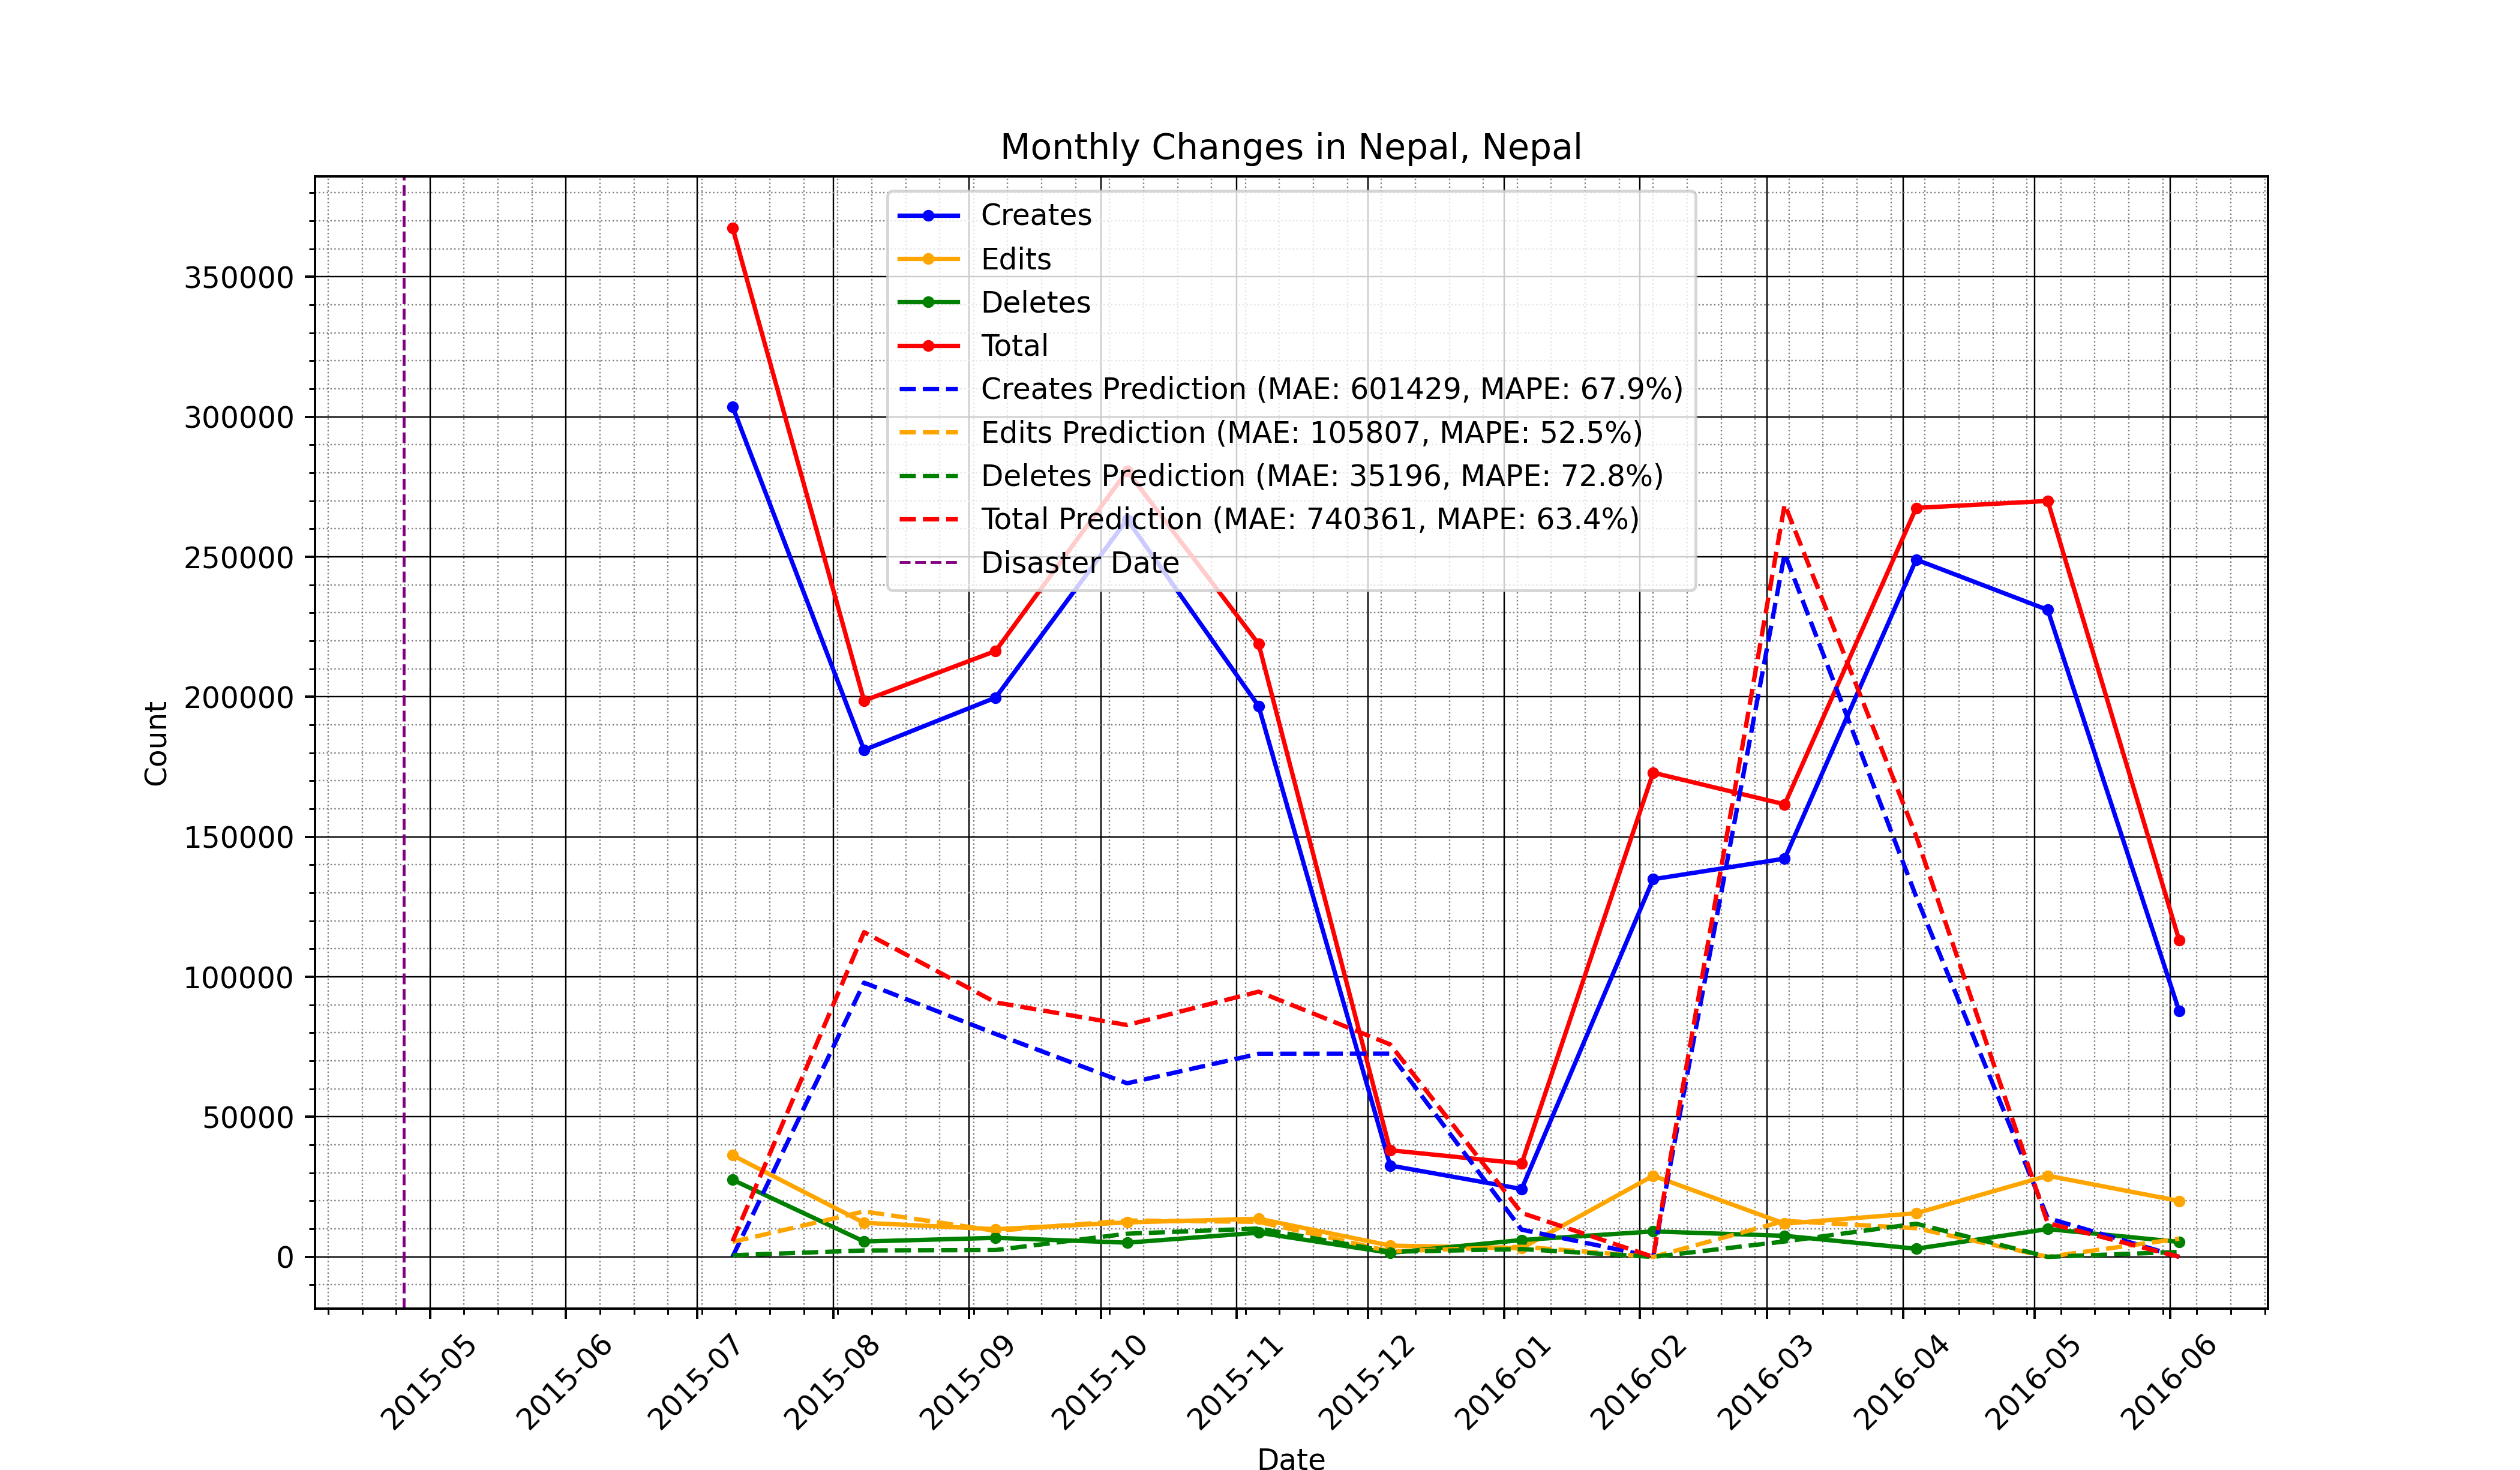 Monthly Changes in Nepal, Nepal
Creates
Edits
Deletes
Total
Creates Prediction (MAE: 601429, MAPE: 67.9%)
Edits Prediction (MAE: 105807, MAPE: 52.5%)
Deletes Prediction (MAE: 35196, MAPE: 72.8%)
Total Prediction (MAE: 740361, MAPE: 63.4%)
Disaster Date
Count
350000
300000
250000
200000
150000
100000
50000
0
2015-05
2015-06
2015-07
2015-08
2015-09
2015-10
2015-11
2015-12
2016-01
2016-02
2016-03
2016-04
2016-05
2016-06
Date